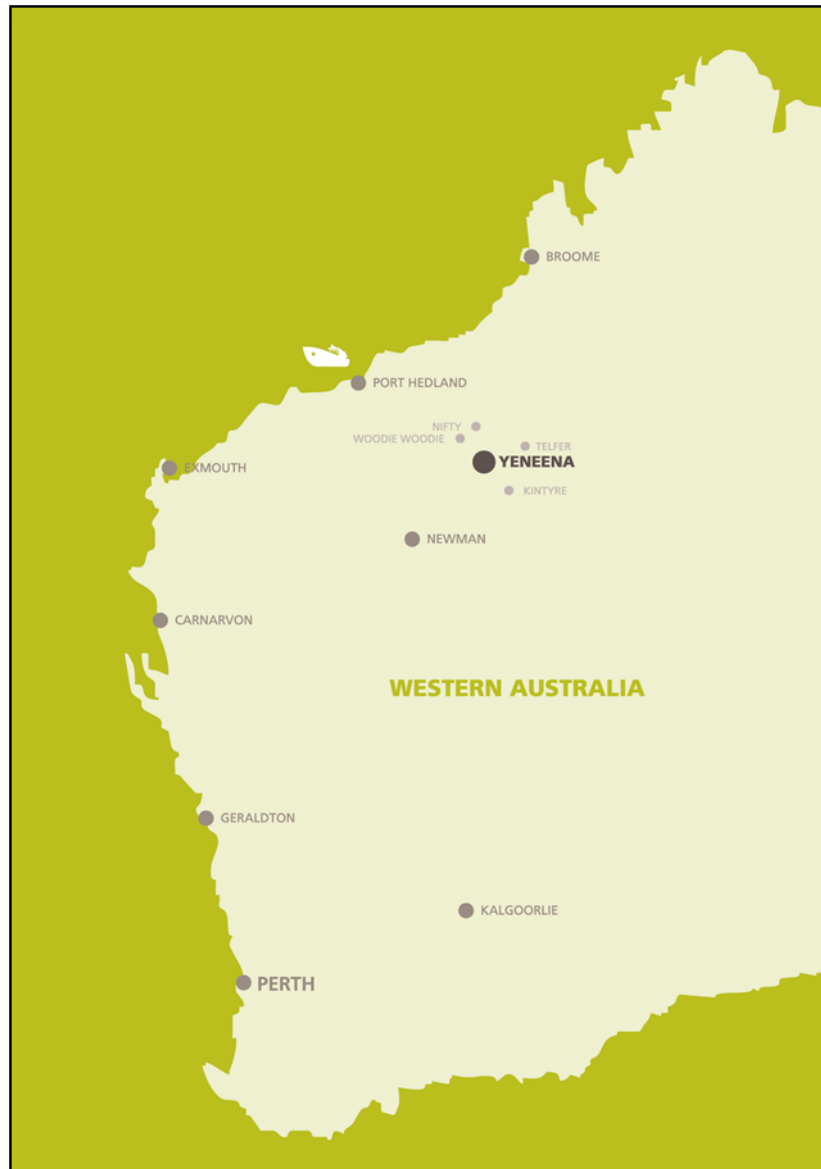 BROOME
PORT HEDLAND
NIFTY
WOODIE WOODIE
TELFER
YENEENA
EXMOUTH
KINTYRE
NEWMAN
CARNARVON
WESTERN AUSTRALIA
GERALDTON
KALGOORLIE
PERTH